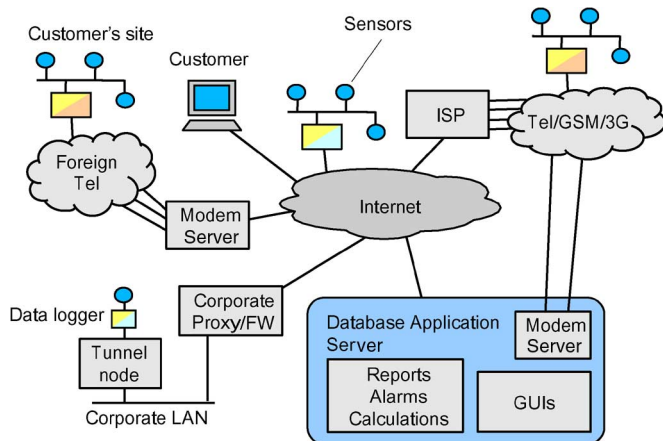 Customer's site
Customer
Sensors
ISP
Tel/GSM/3G
Foreign
Tel
Modem
Server
Internet
Data logger
Tunnel
node
Corporate
Proxy/FW
Corporate LAN
Database Application
Server
Modem
Server
Reports
Alarms
Calculations
GUIs